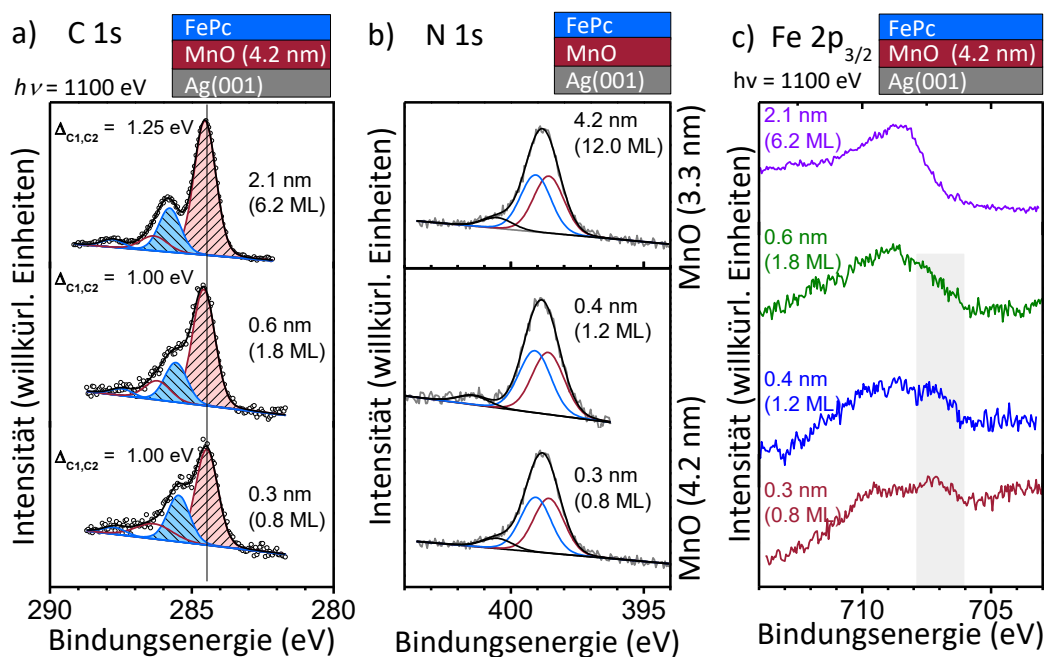 a) C 1s
FePc
MnO (4.2 nm)
Ag(001)
hν = 1100 eV
ΔC1,C2 = 1.25 eV
2.1 nm
(6.2 ML)
ΔC1,C2 = 1.00 eV
0.6 nm
(1.8 ML)
ΔC1,C2 = 1.00 eV
0.3 nm
(0.8 ML)
Intensität (willkürl. Einheiten)
290 285 280
Bindungsenergie (eV)
b) N 1s
FePc
MnO
Ag(001)
4.2 nm
(12.0 ML)
0.4 nm
(1.2 ML)
0.3 nm
(0.8 ML)
Intensität (willkürl. Einheiten)
MnO (3.3 nm)
MnO (4.2 nm)
400 395
Bindungsenergie (eV)
c) Fe 2p3/2
FePc
MnO (4.2 nm)
Ag(001)
hν = 1100 eV
2.1 nm
(6.2 ML)
0.6 nm
(1.8 ML)
0.4 nm
(1.2 ML)
0.3 nm
(0.8 ML)
Intensität (willkürl. Einheiten)
710 705
Bindungsenergie (eV)